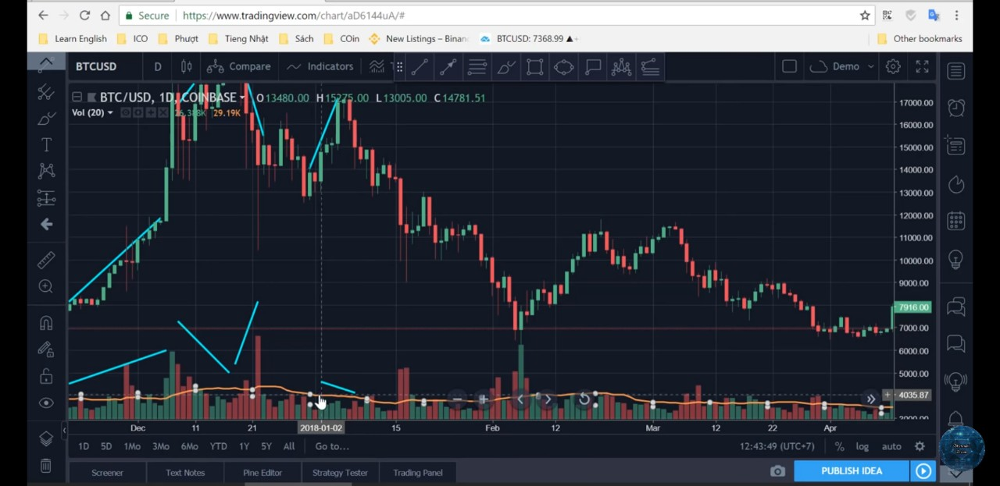 Secure https://www.tradingview.com/chart/aD6144uA/#
Learn English ICO Phượt Tiếng Nhật Sách COin New Listings – Binan BTCUSD: 7368.99 ▲ Other bookmarks
BTCUSD D Compare Indicators Demo
BTC/USD, 1D, COINBASE O13480.00 H15275.00 L13005.00 C14781.51
Vol (20) 29.19K
17000.00
16000.00
15000.00
14000.00
13000.00
12000.00
11000.00
10000.00
9000.00
7916.00
7000.00
6000.00
5000.00
4035.87
3000.00
Dec 11 21 2018-01-02 15 Feb 12 Mar 12 22 Apr
1D 5D 1Mo 3Mo 6Mo YTD 1Y 5Y All Go to... 12:43:49 (UTC+7) % log auto
Screener Text Notes Pine Editor Strategy Tester Trading Panel PUBLISH IDEA